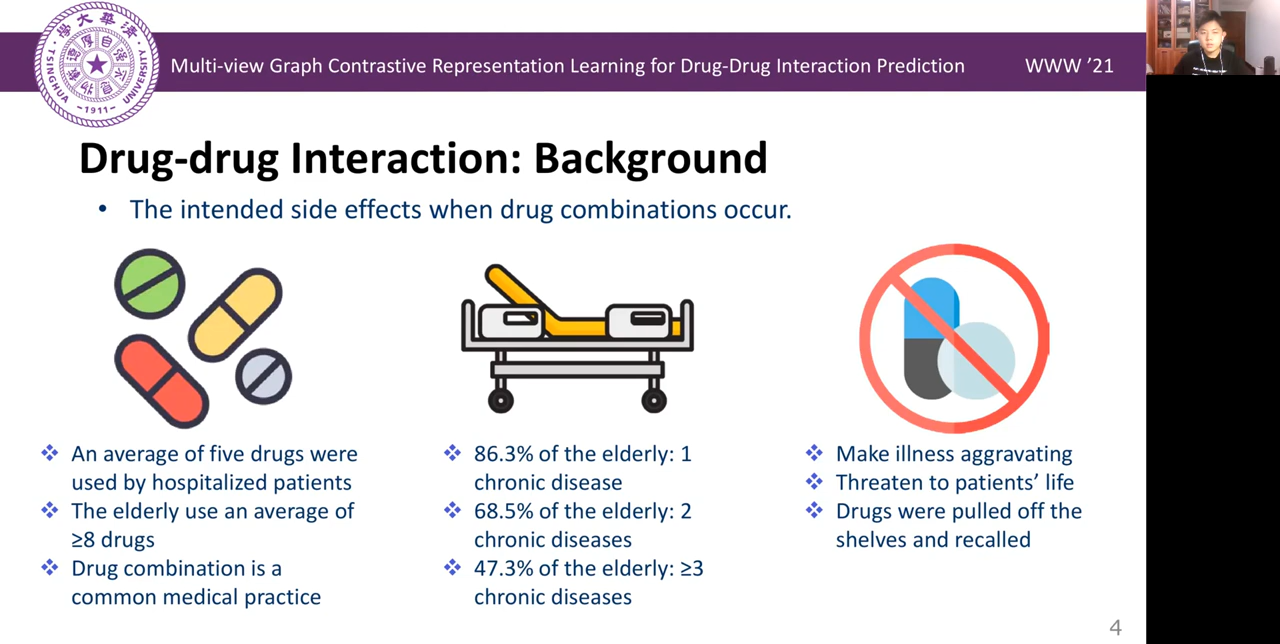 Multi-view Graph Contrastive Representation Learning for Drug-Drug Interaction Prediction
WWW ’21
TSINGHUA UNIVERSITY
–1911–
Drug-drug Interaction: Background
• The intended side effects when drug combinations occur.
❖ An average of five drugs were
used by hospitalized patients
❖ The elderly use an average of
≥8 drugs
❖ Drug combination is a
common medical practice
❖ 86.3% of the elderly: 1
chronic disease
❖ 68.5% of the elderly: 2
chronic diseases
❖ 47.3% of the elderly: ≥3
chronic diseases
❖ Make illness aggravating
❖ Threaten to patients’ life
❖ Drugs were pulled off the
shelves and recalled
4